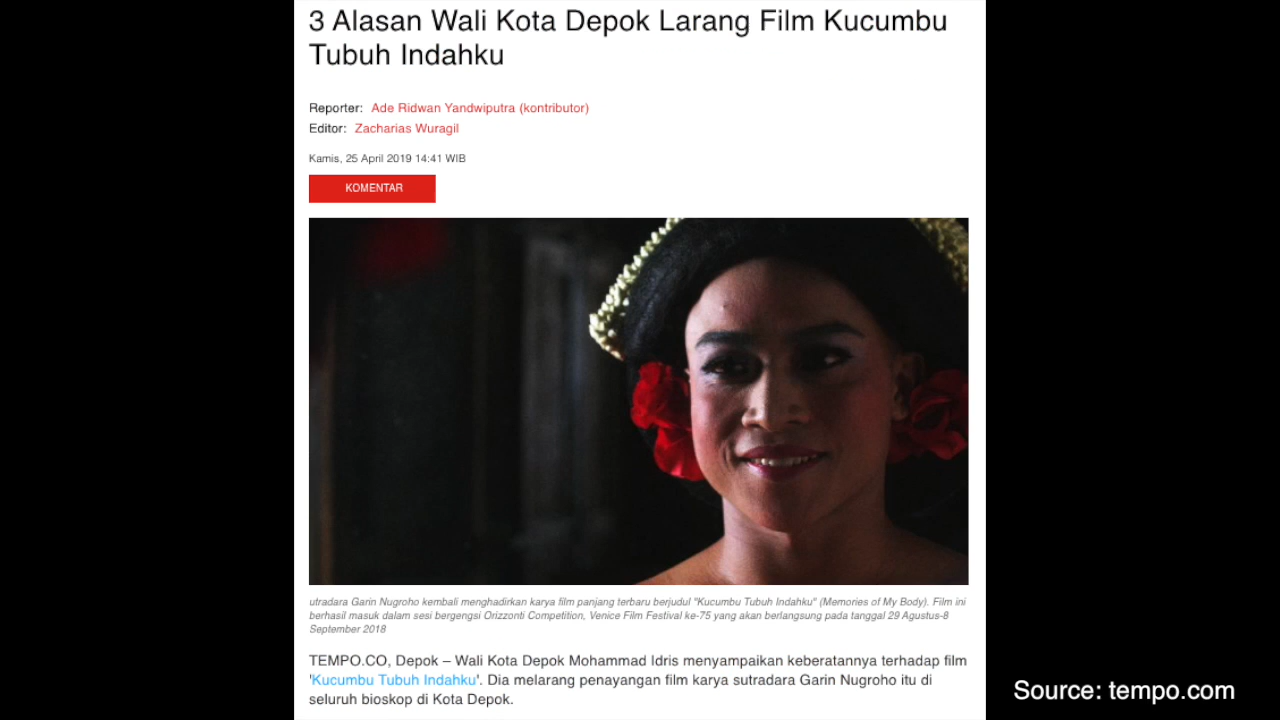 3 Alasan Wali Kota Depok Larang Film Kucumbu
Tubuh Indahku
Reporter: Ade Ridwan Yandwiputra (kontributor)
Editor: Zacharias Wuragil
Kamis, 25 April 2019 14:41 WIB
KOMENTAR
utradara Garin Nugroho kembali menghadirkan karya film panjang terbaru berjudul "Kucumbu Tubuh Indahku" (Memories of My Body). Film ini
berhasil masuk dalam sesi bergengsi Orizzonti Competition, Venice Film Festival ke-75 yang akan berlangsung pada tanggal 29 Agustus-8
September 2018
TEMPO.CO, Depok – Wali Kota Depok Mohammad Idris menyampaikan keberatannya terhadap film
'Kucumbu Tubuh Indahku'. Dia melarang penayangan film karya sutradara Garin Nugroho itu di
seluruh bioskop di Kota Depok.
Source: tempo.com